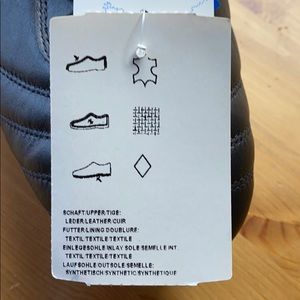 SCHAFT/UPPER/TIGE:
LEDER/LEATHER/CUIR
FUTTER/LINING DOUBLURE:
TEXTIL/TEXTILE/TEXTILE
EINLEGESOHLE INLAY SOLE SEMELLE INT.
TEXTIL TEXTILE/TEXTILE
LAUFSOHLE/OUTSOLE/SEMELLE:
SYNTHETISCH/SYNTHETIC/SYNTHÉTIQUE